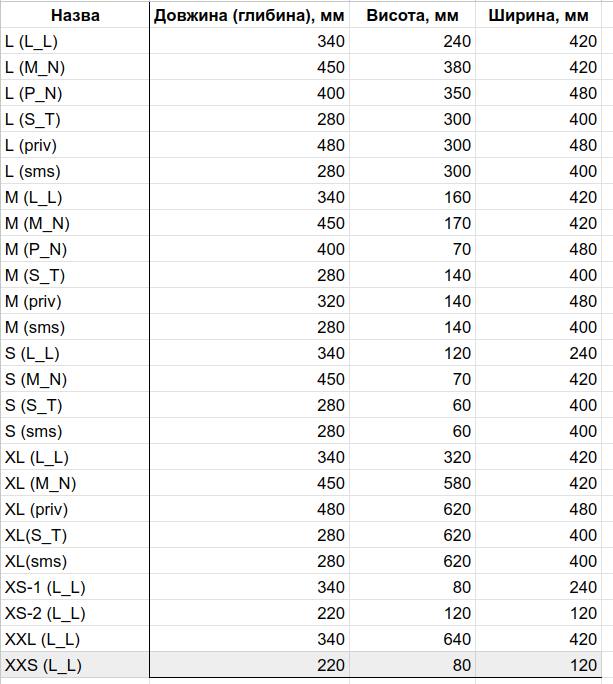 Назва Довжина (глибина), мм Висота, мм Ширина, мм
L (L_L) 340 240 420
L (M_N) 450 380 420
L (P_N) 400 350 480
L (S_T) 280 300 400
L (priv) 480 300 480
L (sms) 280 300 400
M (L_L) 340 160 420
M (M_N) 450 170 420
M (P_N) 400 70 480
M (S_T) 280 140 400
M (priv) 320 140 480
M (sms) 280 140 400
S (L_L) 340 120 240
S (M_N) 450 70 420
S (S_T) 280 60 400
S (sms) 280 60 400
XL (L_L) 340 320 420
XL (M_N) 450 580 420
XL (priv) 480 620 480
XL(S_T) 280 620 400
XL(sms) 280 620 400
XS-1 (L_L) 340 80 240
XS-2 (L_L) 220 120 120
XXL (L_L) 340 640 420
XXS (L_L) 220 80 120